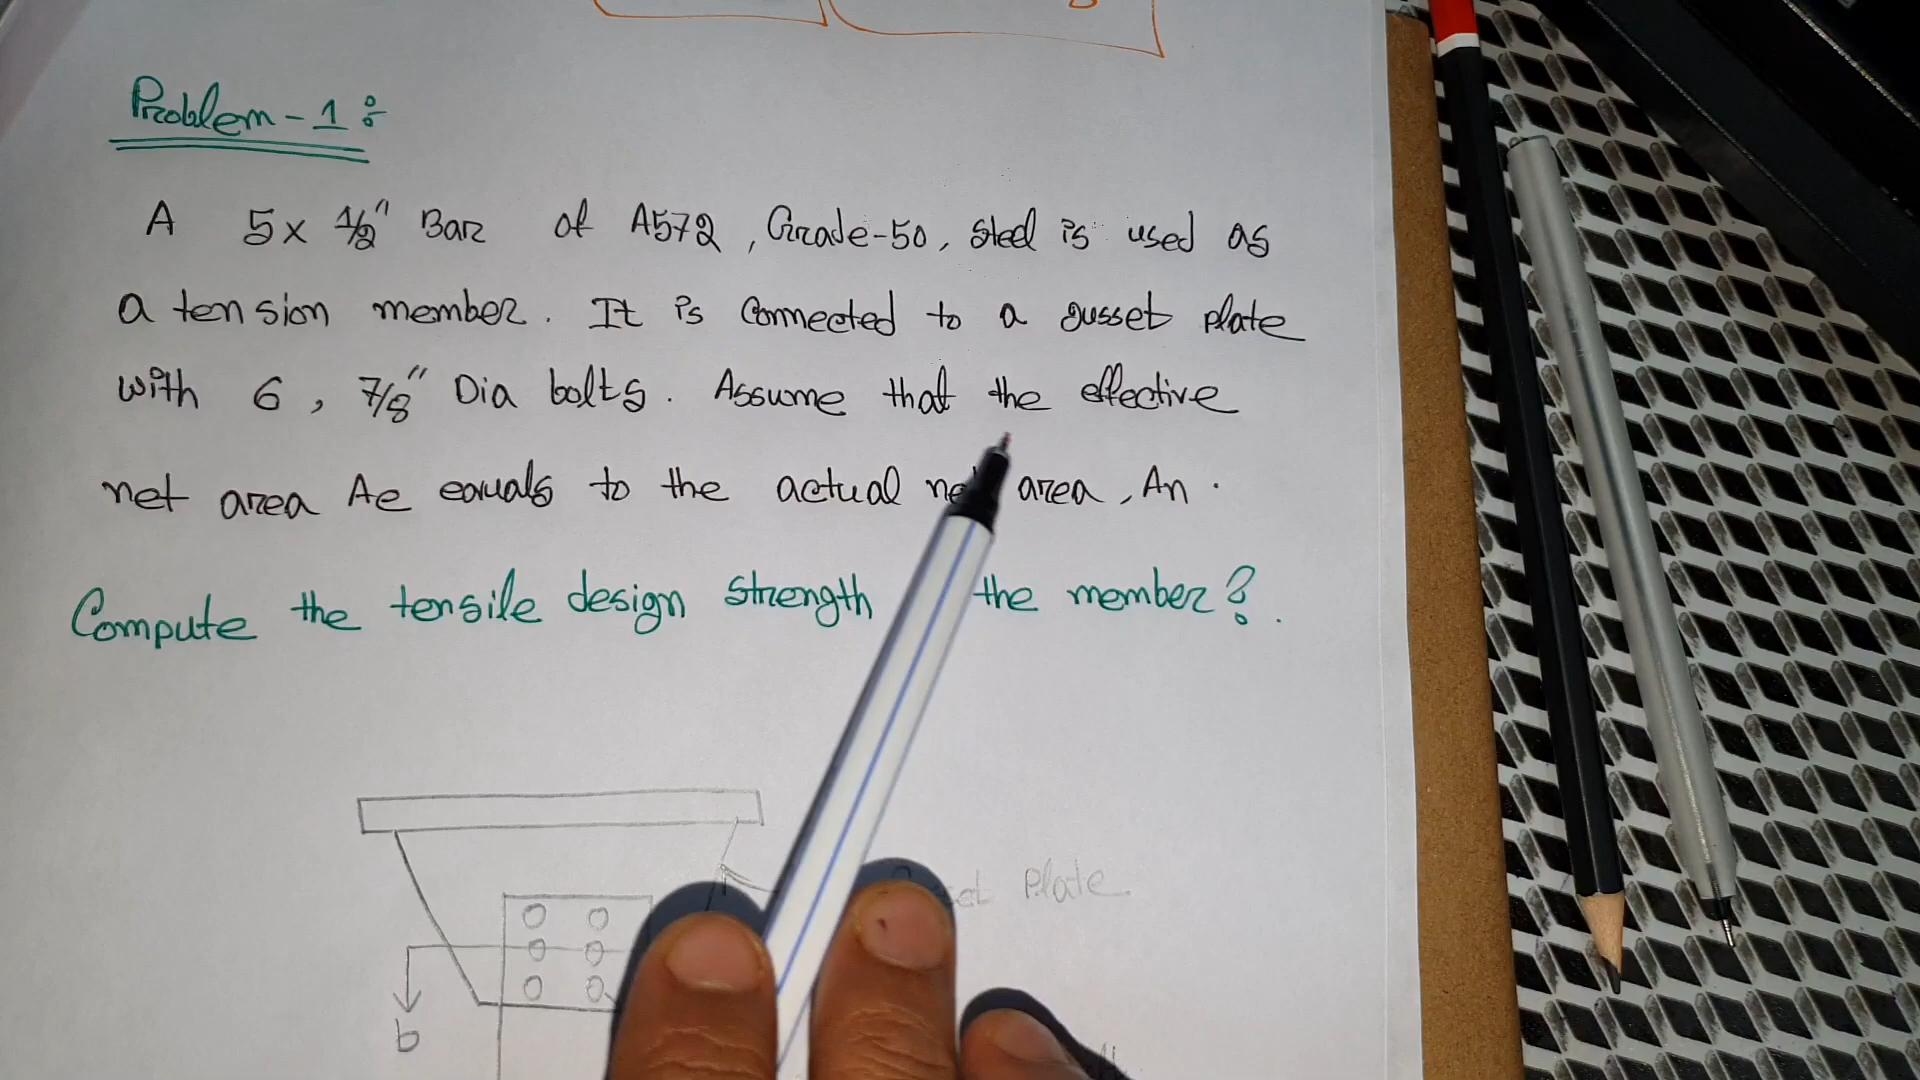 Problem - 1 :
A 5 x 1/2" Bar of A572, Grade-50, steel is used as
a tension member. It is connected to a gusset plate
with 6, 7/8" Dia bolts. Assume that the effective
net area Ae equals to the actual area, An.
Compute the tensile design strength the member?.
Plate
b